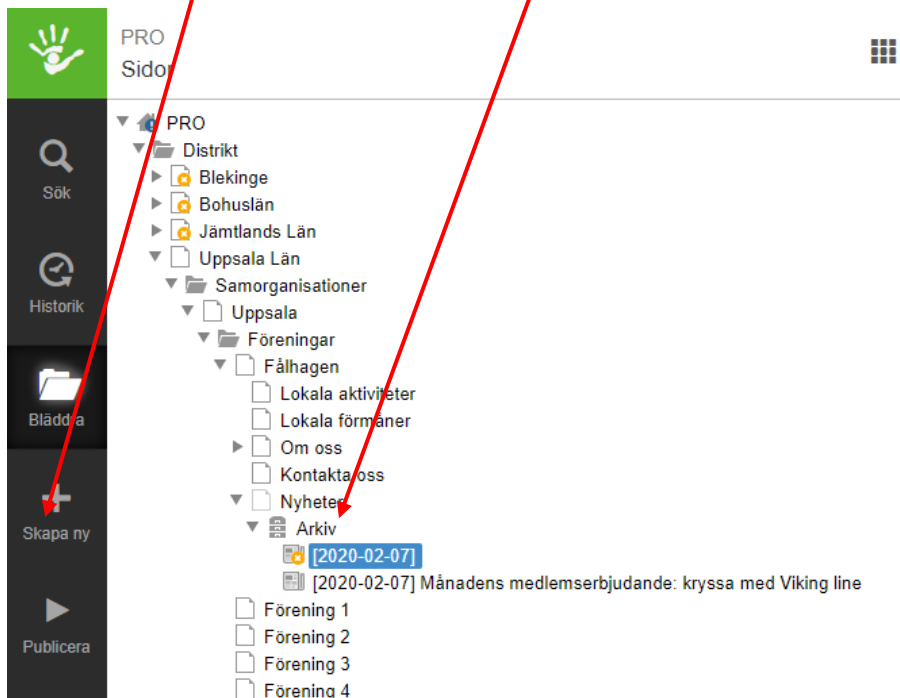 PRO
Sidor
Sök
Historik
Bläddra
Skapa ny
Publicera
PRO
Distrikt
Blekinge
Bohuslän
Jämtlands Län
Uppsala Län
Samorganisationer
Uppsala
Föreningar
Fålhagen
Lokala aktiviteter
Lokala förmåner
Om oss
Kontakta oss
Nyheter
Arkiv
[2020-02-07]
[2020-02-07] Månadens medlemserbjudande: kryssa med Viking line
Förening 1
Förening 2
Förening 3
Förening 4